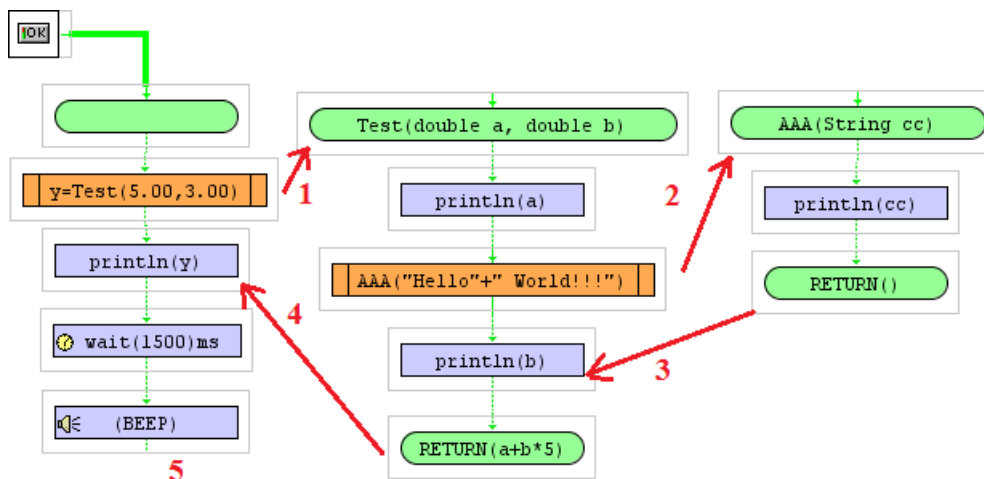 OK
y=Test(5.00,3.00)
println(y)
wait(1500)ms
(BEEP)
5
1
Test(double a, double b)
println(a)
AAA("Hello"+" World!!!")
println(b)
RETURN(a+b*5)
4
2
AAA(String cc)
println(cc)
RETURN()
3